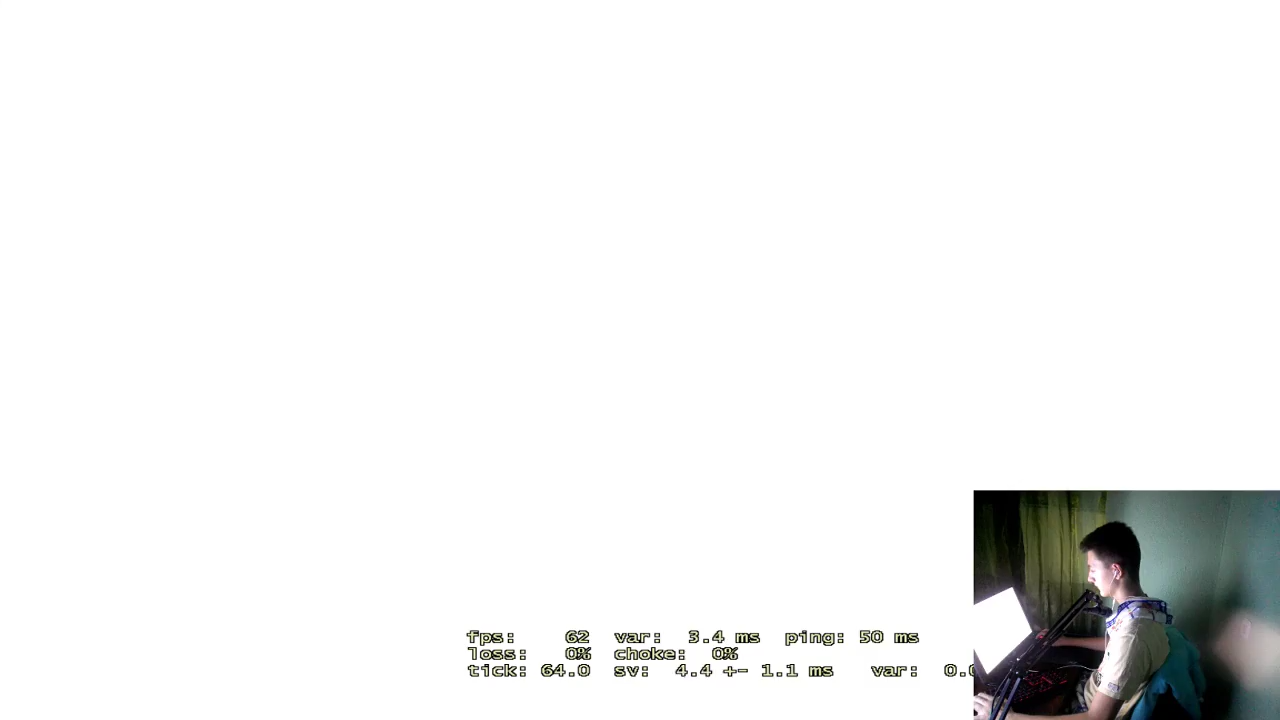 fps: 62 var: 3.4 ms ping: 50 ms
loss: 0% choke: 0%
tick: 64.0 sv: 4.4 +- 1.1 ms var: